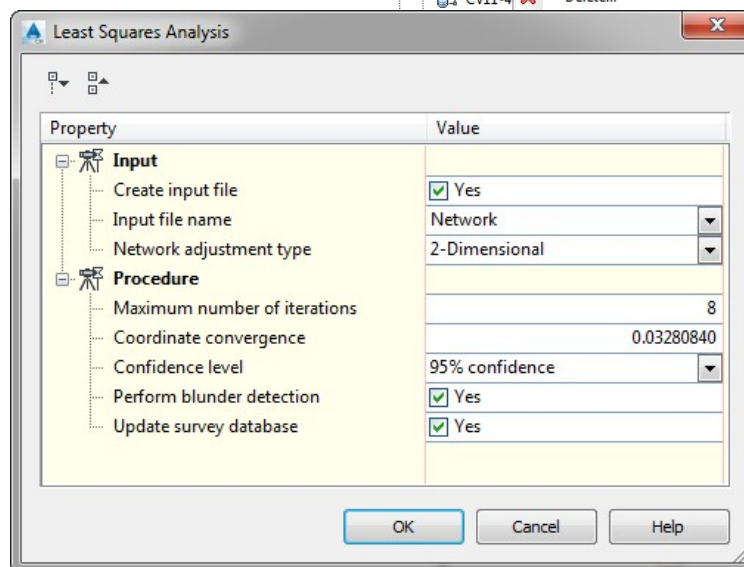 Least Squares Analysis
Property Value
Input
Create input file Yes
Input file name Network
Network adjustment type 2-Dimensional
Procedure
Maximum number of iterations 8
Coordinate convergence 0.03280840
Confidence level 95% confidence
Perform blunder detection Yes
Update survey database Yes
OK Cancel Help